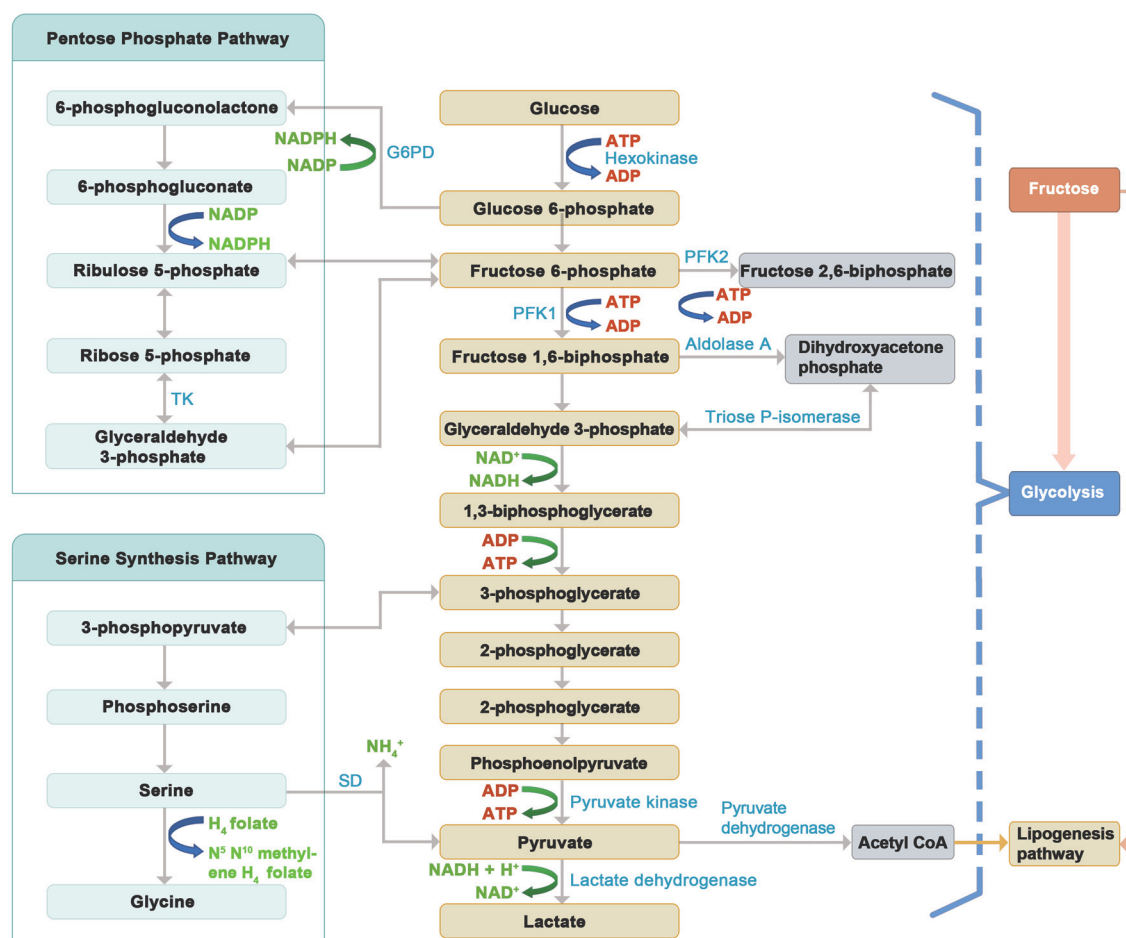 Pentose Phosphate Pathway
6-phosphogluconolactone
NADPH
NADP
G6PD
6-phosphogluconate
NADP
NADPH
Ribulose 5-phosphate
Ribose 5-phosphate
TK
Glyceraldehyde
3-phosphate
Serine Synthesis Pathway
3-phosphopyruvate
Phosphoserine
Serine
SD
NH₄⁺
H₄ folate
N⁵ N¹⁰ methyl-
ene H₄ folate
Glycine
Glucose
ATP
Hexokinase
ADP
Glucose 6-phosphate
Fructose 6-phosphate
PFK2
Fructose 2,6-biphosphate
PFK1
ATP
ADP
ATP
ADP
Fructose 1,6-biphosphate
Aldolase A
Dihydroxyacetone
phosphate
Triose P-isomerase
Glyceraldehyde 3-phosphate
NAD⁺
NADH
1,3-biphosphoglycerate
ADP
ATP
3-phosphoglycerate
2-phosphoglycerate
2-phosphoglycerate
Phosphoenolpyruvate
ADP
ATP
Pyruvate kinase
Pyruvate
Pyruvate
dehydrogenase
Acetyl CoA
NADH + H⁺
NAD⁺
Lactate dehydrogenase
Lactate
Fructose
Glycolysis
Lipogenesis
pathway